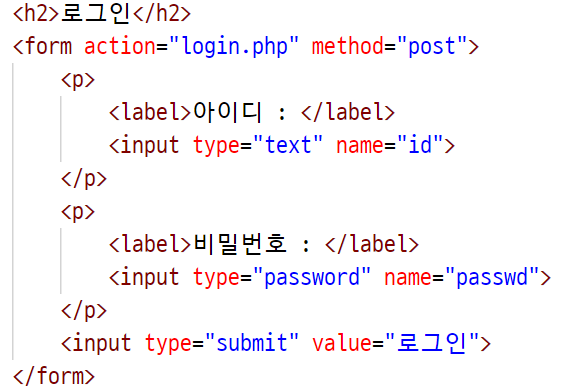 <h2>로그인</h2>
<form action="login.php" method="post">
<p>
<label>아이디 : </label>
<input type="text" name="id">
</p>
<p>
<label>비밀번호 : </label>
<input type="password" name="passwd">
</p>
<input type="submit" value="로그인">
</form>